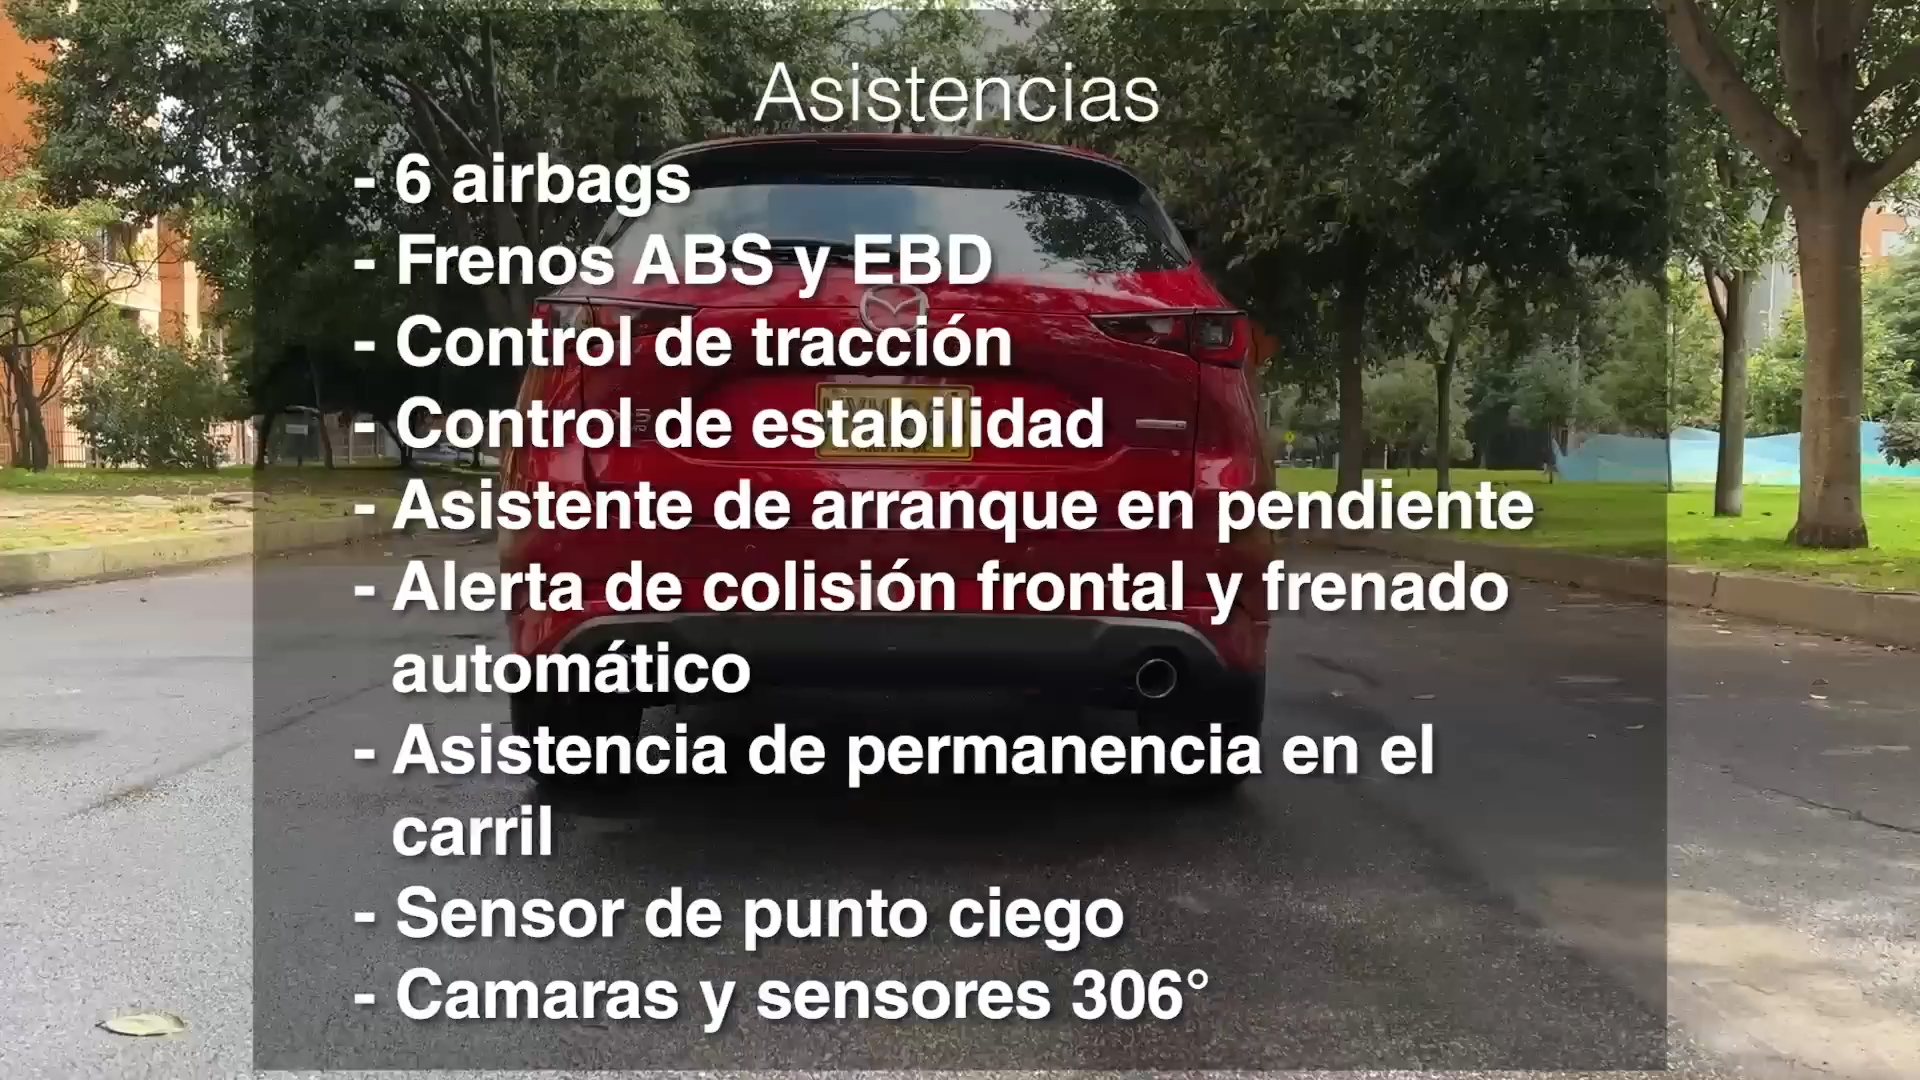 Asistencias
- 6 airbags
- Frenos ABS y EBD
- Control de tracción
- Control de estabilidad
- Asistente de arranque en pendiente
- Alerta de colisión frontal y frenado
automático
- Asistencia de permanencia en el
carril
- Sensor de punto ciego
- Camaras y sensores 306°